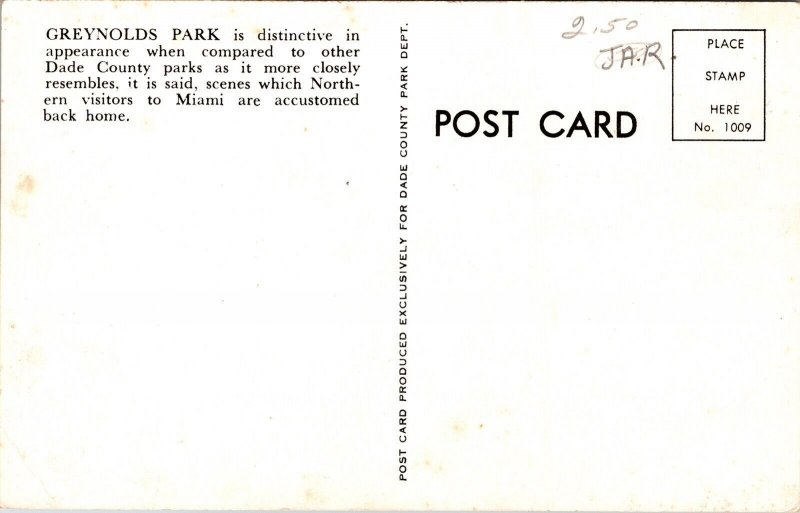 GREYNOLDS PARK is distinctive in
appearance when compared to other
Dade County parks as it more closely
resembles, it is said, scenes which North-
ern visitors to Miami are accustomed
back home.
POST CARD PRODUCED EXCLUSIVELY FOR DADE COUNTY PARK DEPT.
2.50
JA.R.
POST CARD
PLACE
STAMP
HERE
No. 1009